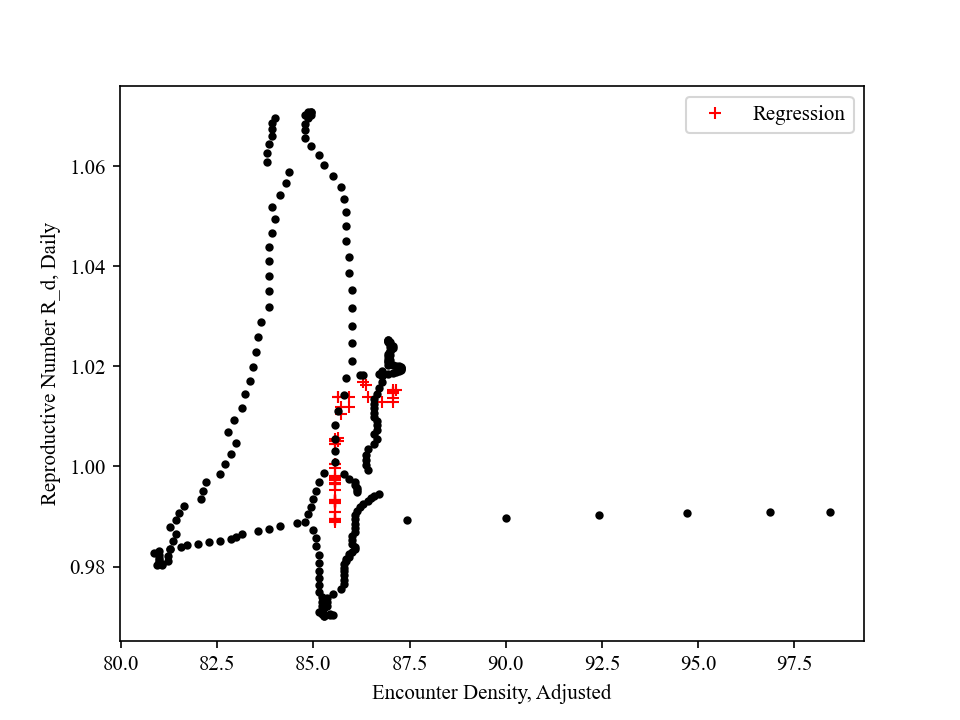 Regression
1.06
1.04
1.02
1.00
0.98
Reproductive Number R_d, Daily
80.0 82.5 85.0 87.5 90.0 92.5 95.0 97.5
Encounter Density, Adjusted